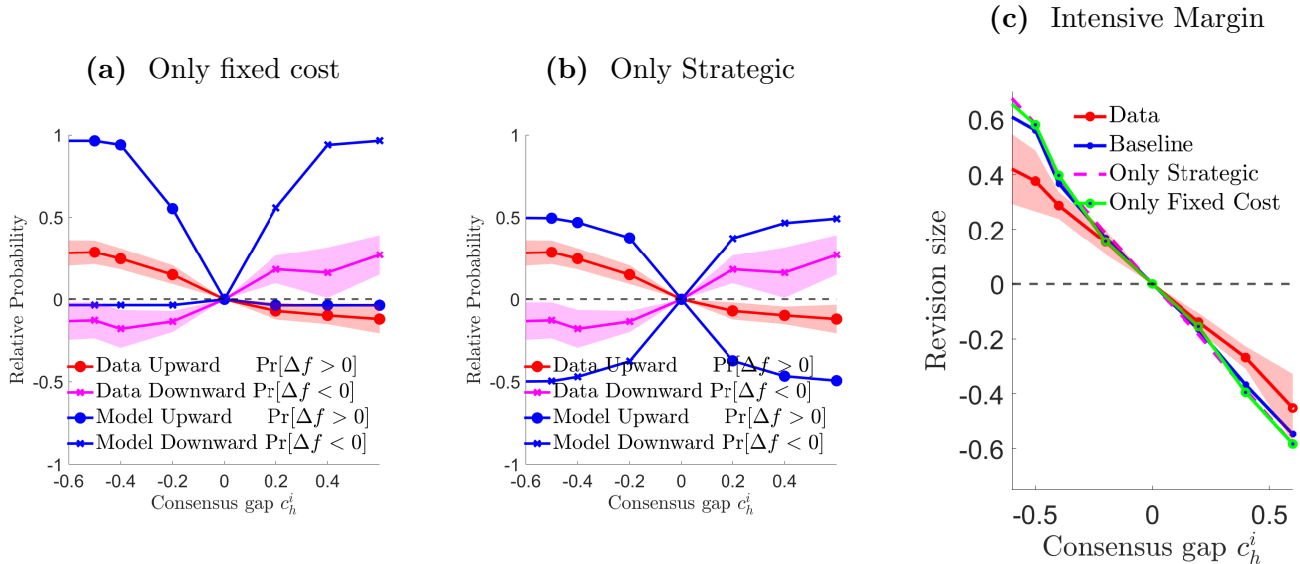 (a) Only fixed cost
Relative Probability
1
0.5
0
-0.5
-1
Data Upward Pr[Δf > 0]
Data Downward Pr[Δf < 0]
Model Upward Pr[Δf > 0]
Model Downward Pr[Δf < 0]
-0.6 -0.4 -0.2 0 0.2 0.4
Consensus gap c_h^i
(b) Only Strategic
Relative Probability
1
0.5
0
-0.5
-1
Data Upward Pr[Δf > 0]
Data Downward Pr[Δf < 0]
Model Upward Pr[Δf > 0]
Model Downward Pr[Δf < 0]
-0.6 -0.4 -0.2 0 0.2 0.4
Consensus gap c_h^i
(c) Intensive Margin
Revision size
0.6
0.4
0.2
0
-0.2
-0.4
-0.6
Data
Baseline
Only Strategic
Only Fixed Cost
-0.5 0 0.5
Consensus gap c_h^i